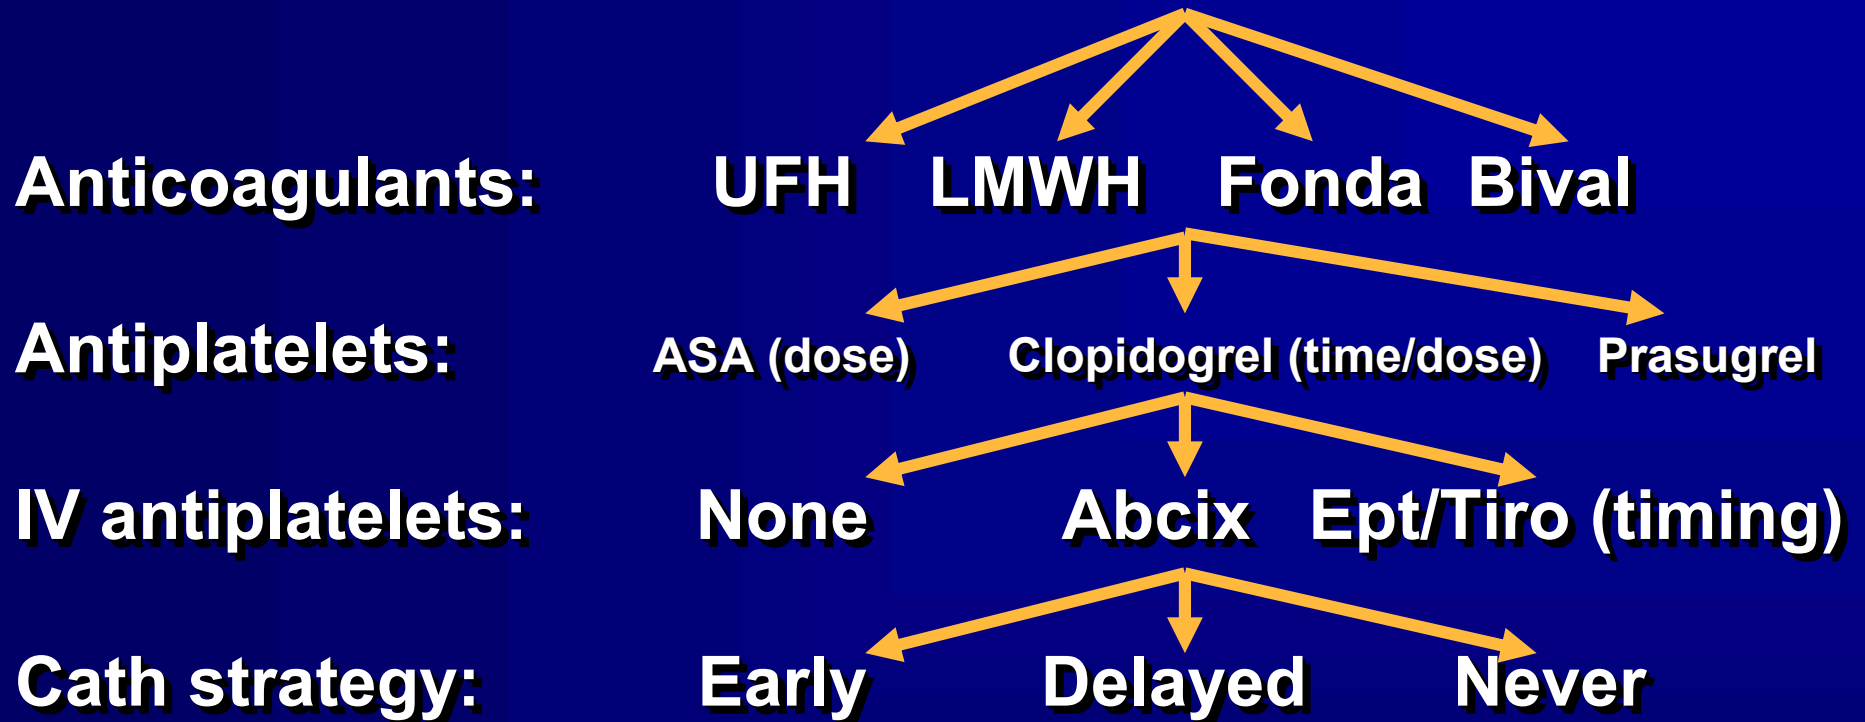 Anticoagulants: UFH LMWH Fonda Bival
Antiplatelets: ASA (dose) Clopidogrel (time/dose) Prasugrel
IV antiplatelets: None Abcix Ept/Tiro (timing)
Cath strategy: Early Delayed Never